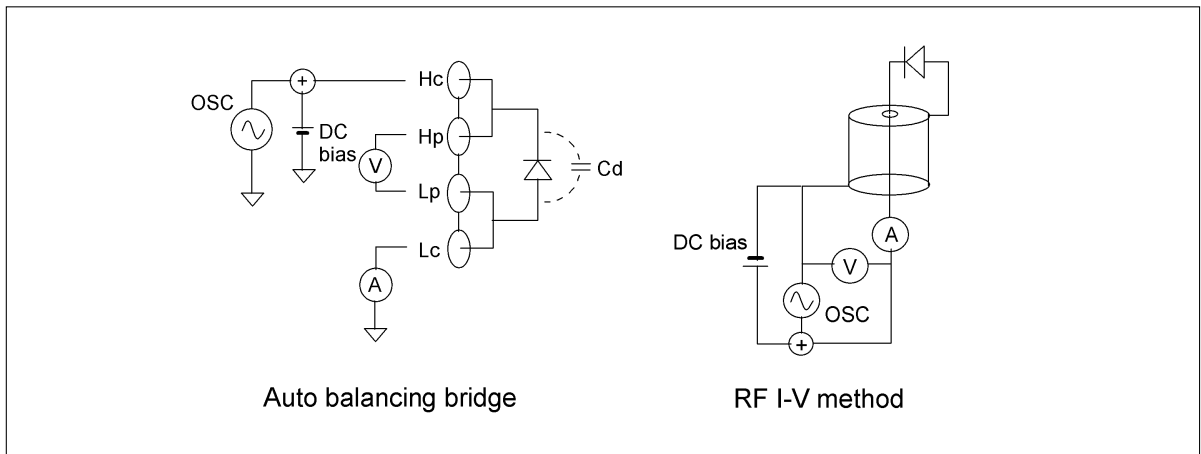 Hc
OSC
+
DC
bias
Hp
V
Cd
Lp
Lc
A
A
DC bias
V
OSC
+
Auto balancing bridge
RF I-V method